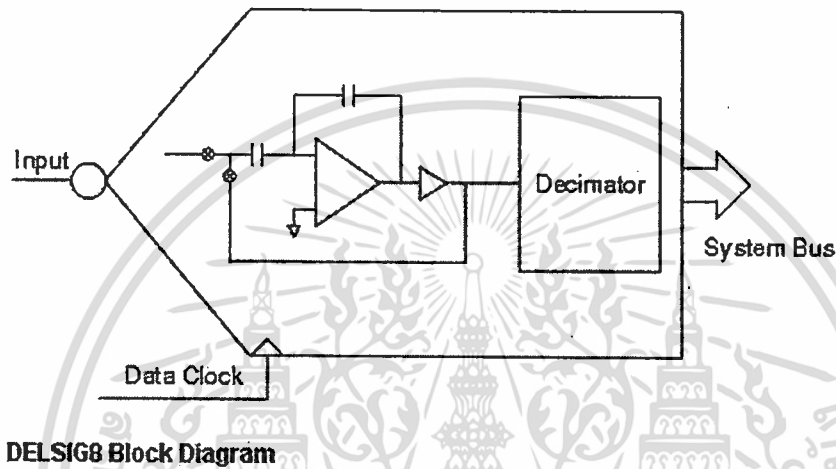 Input
Decimator
System Bus
Data Clock
DELSIG8 Block Diagram